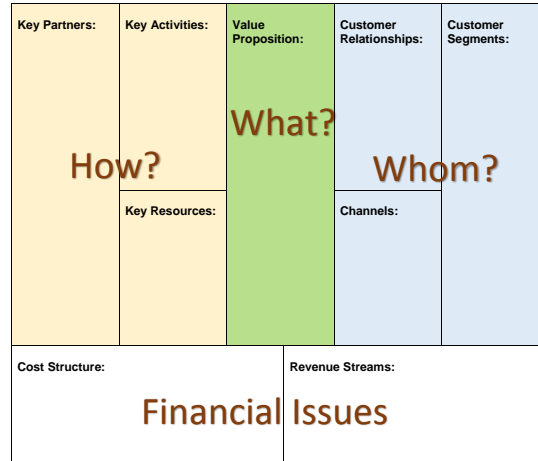 Key Partners:
Key Activities:
Value
Proposition:
Customer
Relationships:
Customer
Segments:
What?
How?
Whom?
Key Resources:
Channels:
Cost Structure:
Revenue Streams:
Financial Issues